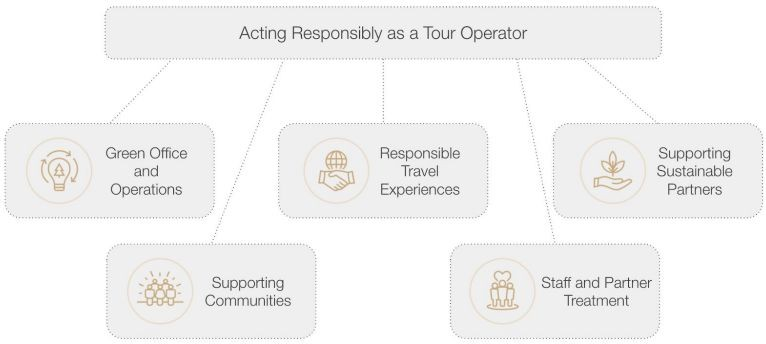 Acting Responsibly as a Tour Operator
Green Office
and
Operations
Responsible
Travel
Experiences
Supporting
Sustainable
Partners
Supporting
Communities
Staff and Partner
Treatment